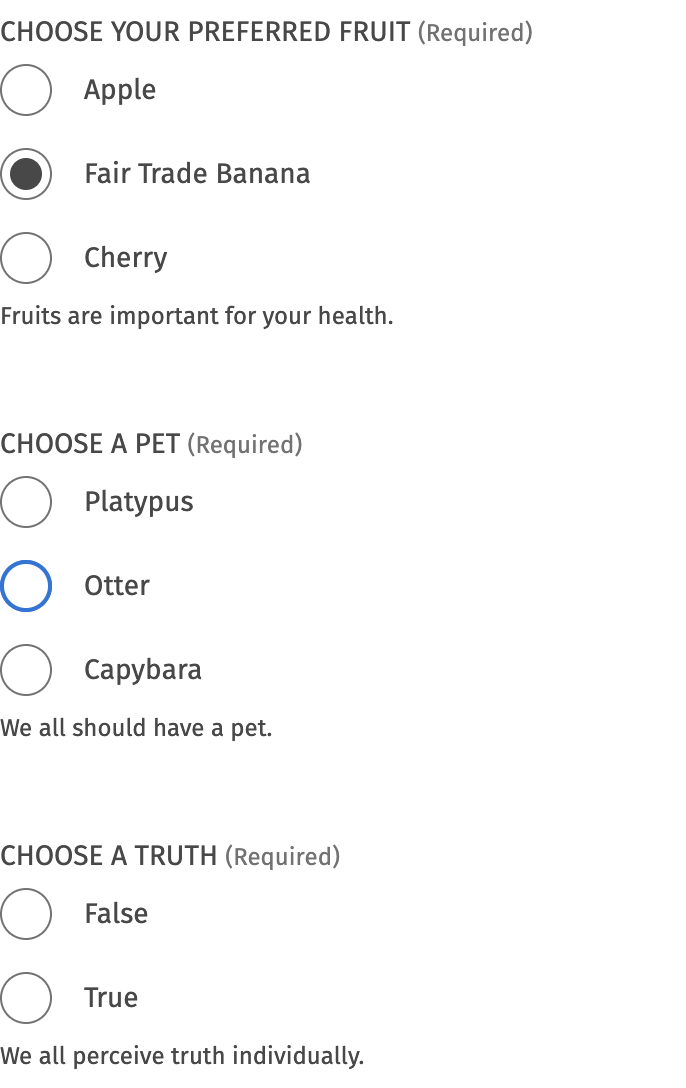 CHOOSE YOUR PREFERRED FRUIT (Required)
Apple
Fair Trade Banana
Cherry
Fruits are important for your health.
CHOOSE A PET (Required)
Platypus
Otter
Capybara
We all should have a pet.
CHOOSE A TRUTH (Required)
False
True
We all perceive truth individually.